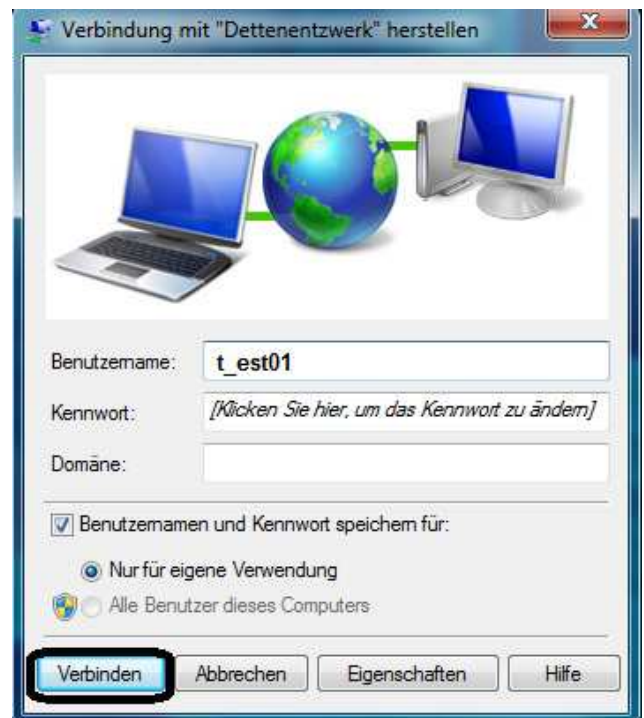 Verbindung mit "Dettenentzwerk" herstellen
Benutzername: t_est01
Kennwort: [Klicken Sie hier, um das Kennwort zu ändern]
Domäne:
Benutzernamen und Kennwort speichern für:
Nur für eigene Verwendung
Alle Benutzer dieses Computers
Verbinden Abbrechen Eigenschaften Hilfe